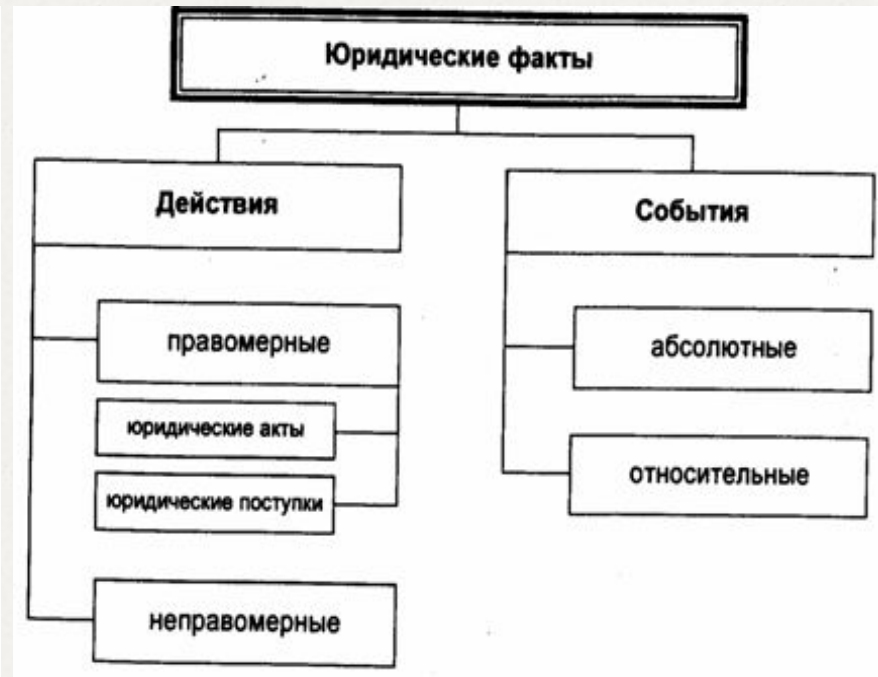 Юридические факты
Действия
правомерные
юридические акты
юридические поступки
неправомерные
События
абсолютные
относительные